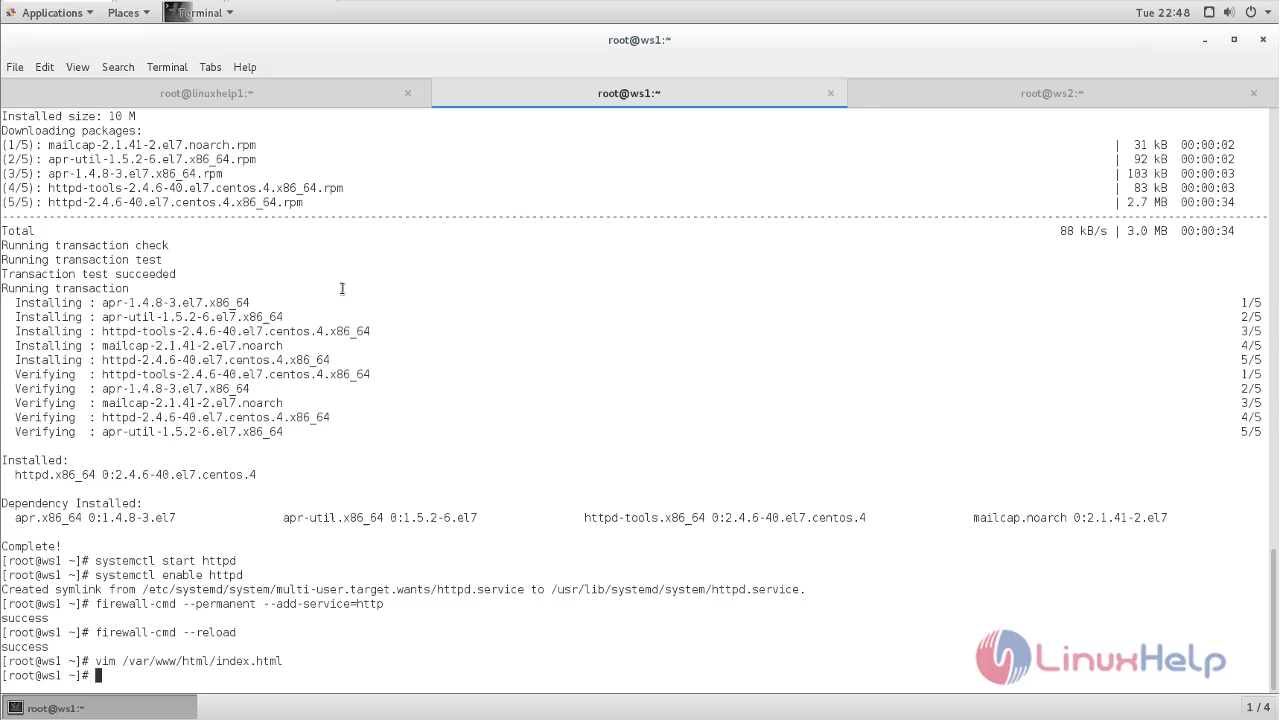 Applications Places Terminal Tue 22:48
root@ws1:~
File Edit View Search Terminal Tabs Help
root@linuxhelp1:~ × root@ws1:~ × root@ws2:~ ×
Installed size: 10 M
Downloading packages:
(1/5): mailcap-2.1.41-2.el7.noarch.rpm | 31 kB 00:00:02
(2/5): apr-util-1.5.2-6.el7.x86_64.rpm | 92 kB 00:00:02
(3/5): apr-1.4.8-3.el7.x86_64.rpm | 103 kB 00:00:03
(4/5): httpd-tools-2.4.6-40.el7.centos.4.x86_64.rpm | 83 kB 00:00:03
(5/5): httpd-2.4.6-40.el7.centos.4.x86_64.rpm | 2.7 MB 00:00:34
Total 88 kB/s | 3.0 MB 00:00:34
Running transaction check
Running transaction test
Transaction test succeeded
Running transaction
Installing : apr-1.4.8-3.el7.x86_64 1/5
Installing : apr-util-1.5.2-6.el7.x86_64 2/5
Installing : httpd-tools-2.4.6-40.el7.centos.4.x86_64 3/5
Installing : mailcap-2.1.41-2.el7.noarch 4/5
Installing : httpd-2.4.6-40.el7.centos.4.x86_64 5/5
Verifying : httpd-tools-2.4.6-40.el7.centos.4.x86_64 1/5
Verifying : apr-1.4.8-3.el7.x86_64 2/5
Verifying : mailcap-2.1.41-2.el7.noarch 3/5
Verifying : httpd-2.4.6-40.el7.centos.4.x86_64 4/5
Verifying : apr-util-1.5.2-6.el7.x86_64 5/5
Installed:
httpd.x86_64 0:2.4.6-40.el7.centos.4
Dependency Installed:
apr.x86_64 0:1.4.8-3.el7 apr-util.x86_64 0:1.5.2-6.el7 httpd-tools.x86_64 0:2.4.6-40.el7.centos.4 mailcap.noarch 0:2.1.41-2.el7
Complete!
[root@ws1 ~]# systemctl start httpd
[root@ws1 ~]# systemctl enable httpd
Created symlink from /etc/systemd/system/multi-user.target.wants/httpd.service to /usr/lib/systemd/system/httpd.service.
[root@ws1 ~]# firewall-cmd --permanent --add-service=http
success
[root@ws1 ~]# firewall-cmd --reload
success
[root@ws1 ~]# vim /var/www/html/index.html
[root@ws1 ~]#
LinuxHelp
root@ws1:~ 1 / 4